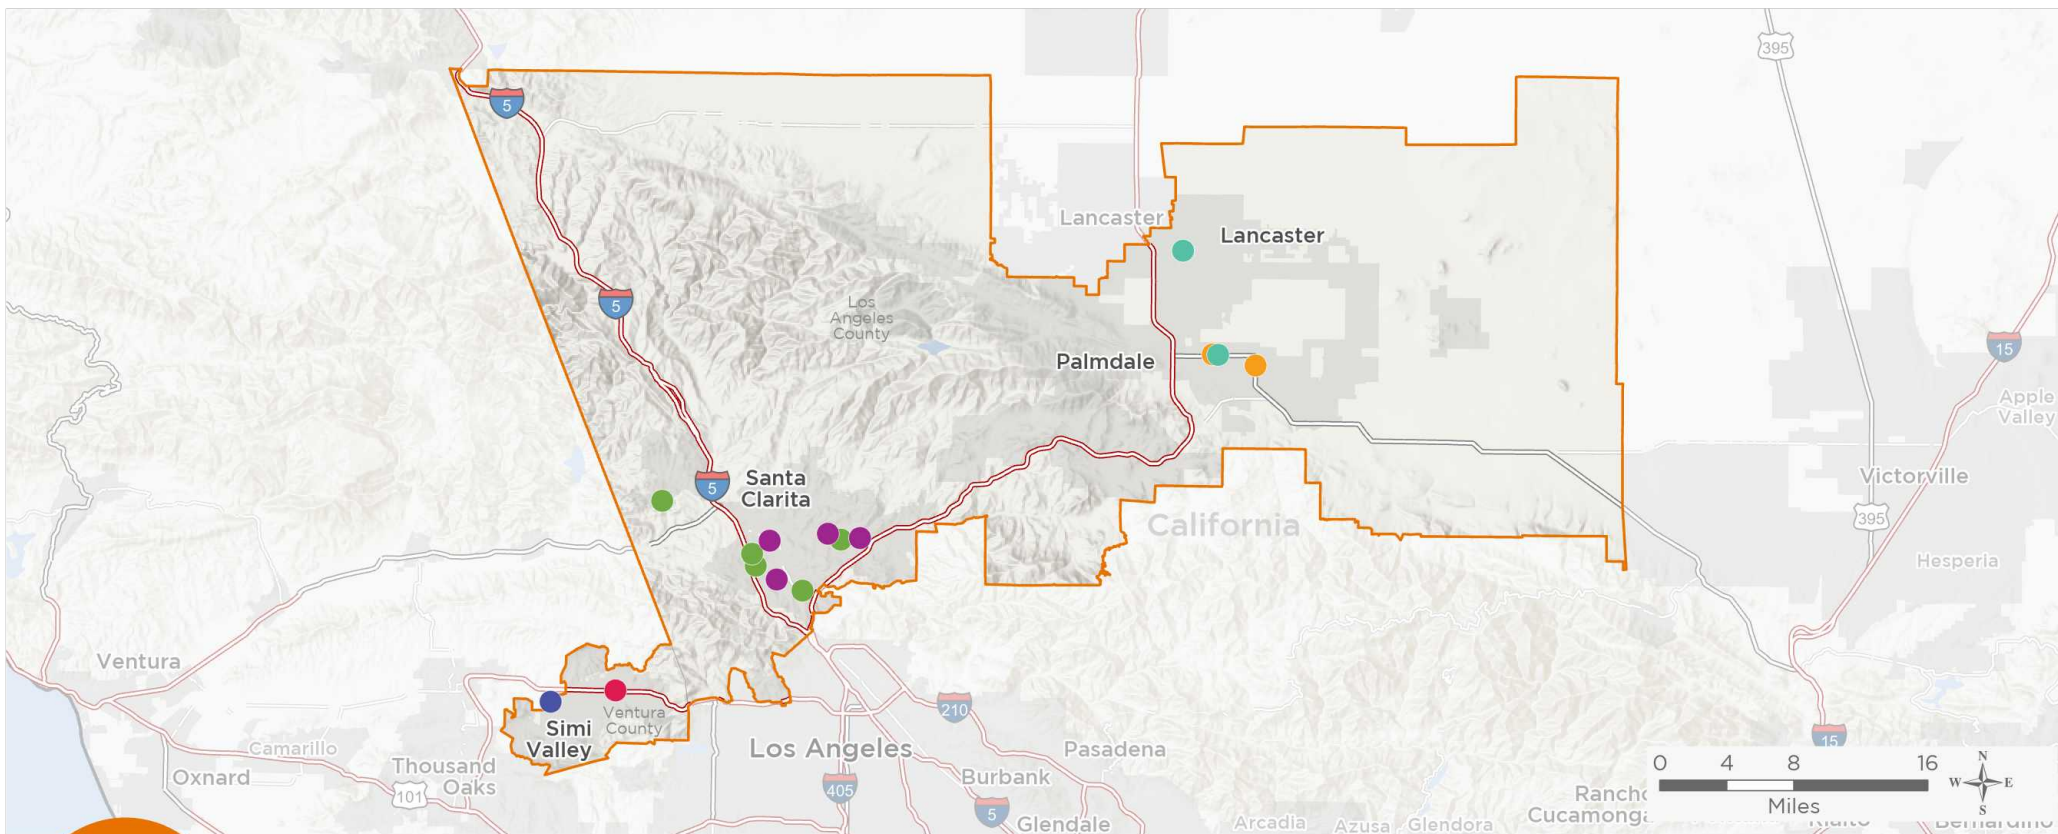 395
5
Lancaster
Lancaster
5
Los
Angeles
County
15
Palmdale
Apple
Valley
Santa
Clarita
5
Victorville
California
395
Hesperia
Ventura
Ventura
County
210
Simi
Valley
Los Angeles
Pasadena
15
Camarillo
Oxnard
Thousand
Oaks
101
405
Burbank
5
Glendale
Arcadia
Azusa
Glendora
Rancho
Cucamonga
0 4 8 16
Miles
N
W E
S